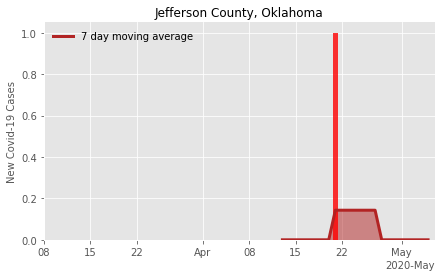 Jefferson County, Oklahoma
7 day moving average
New Covid-19 Cases
1.0
0.8
0.6
0.4
0.2
0.0
08 15 22 Apr 08 15 22 May
2020-May